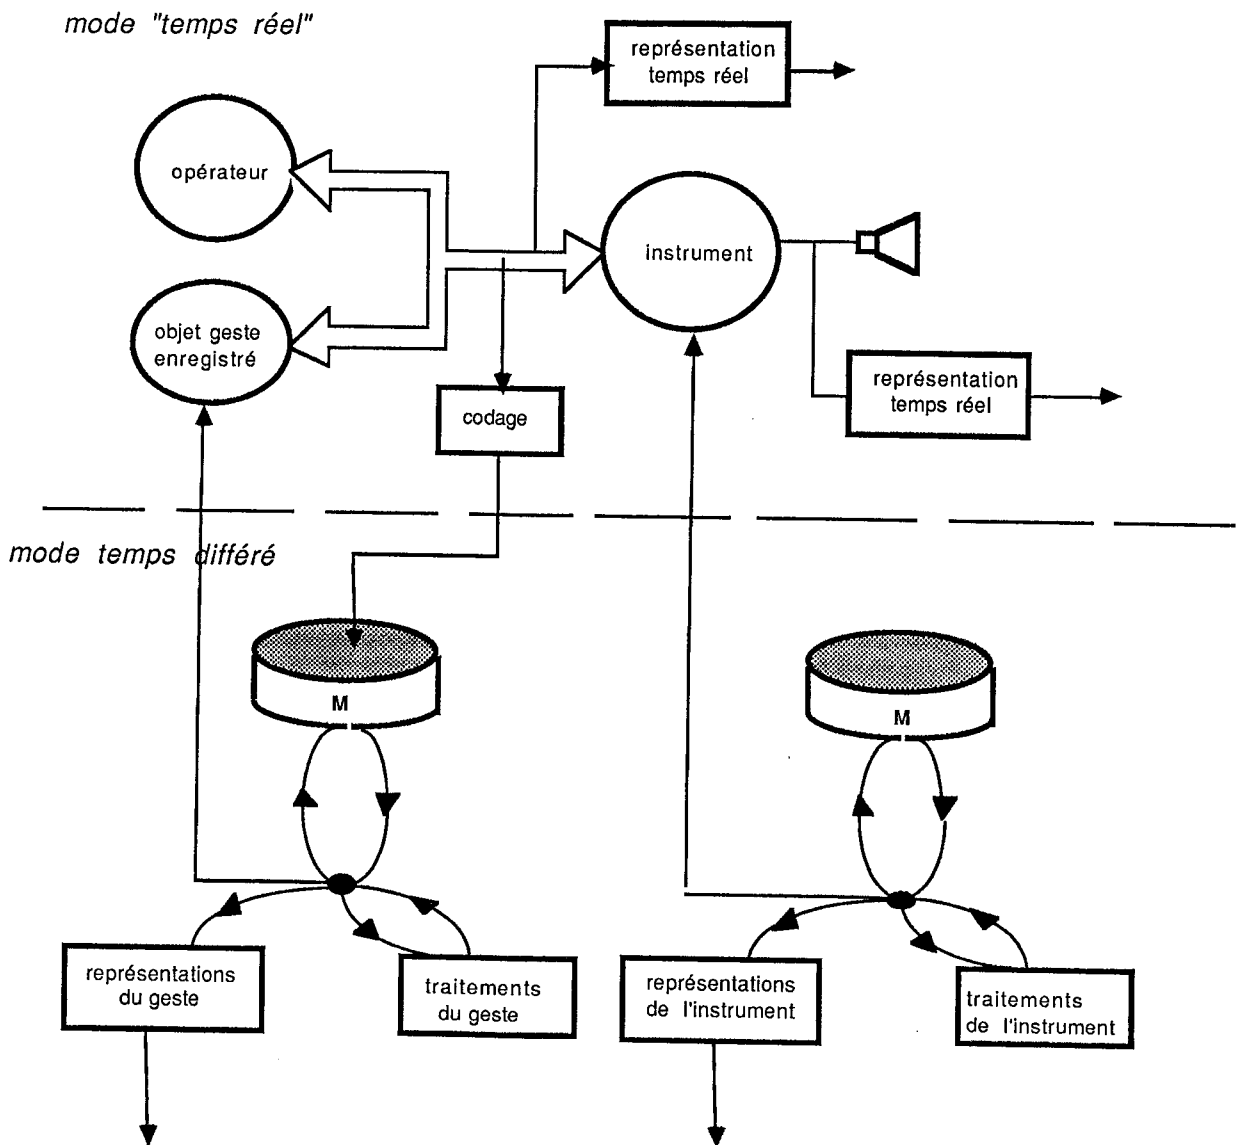 mode "temps réel"
représentation
temps réel
opérateur
instrument
objet geste
enregistré
représentation
temps réel
codage
mode temps différé
M
M
représentations
du geste
traitements
du geste
représentations
de l'instrument
traitements
de l'instrument